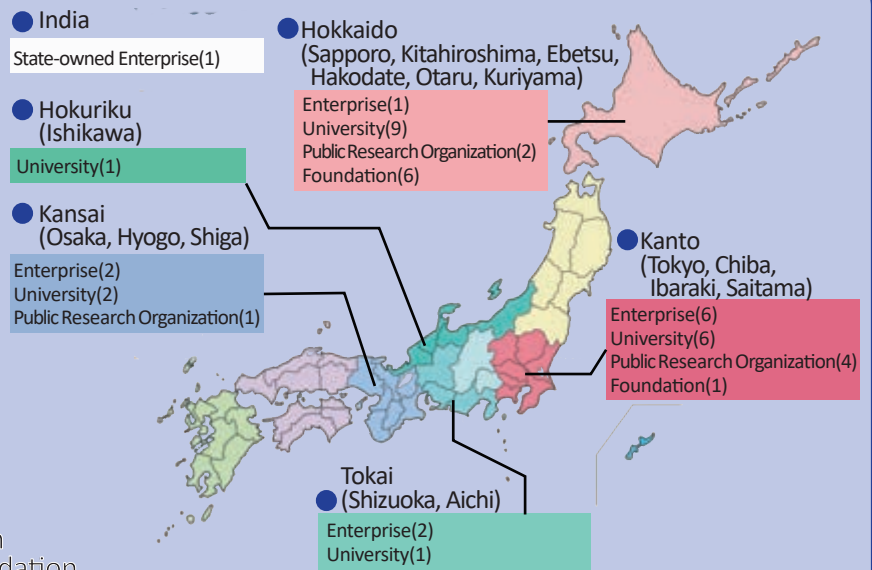 India
State-owned Enterprise(1)
Hokkaido
(Sapporo, Kitahiroshima, Ebetsu,
Hakodate, Otaru, Kuriyama)
Enterprise(1)
University(9)
Public Research Organization(2)
Foundation(6)
Hokuriku
(Ishikawa)
University(1)
Kansai
(Osaka, Hyogo, Shiga)
Enterprise(2)
University(2)
Public Research Organization(1)
Kanto
(Tokyo, Chiba,
Ibaraki, Saitama)
Enterprise(6)
University(6)
Public Research Organization(4)
Foundation(1)
Tokai
(Shizuoka, Aichi)
Enterprise(2)
University(1)